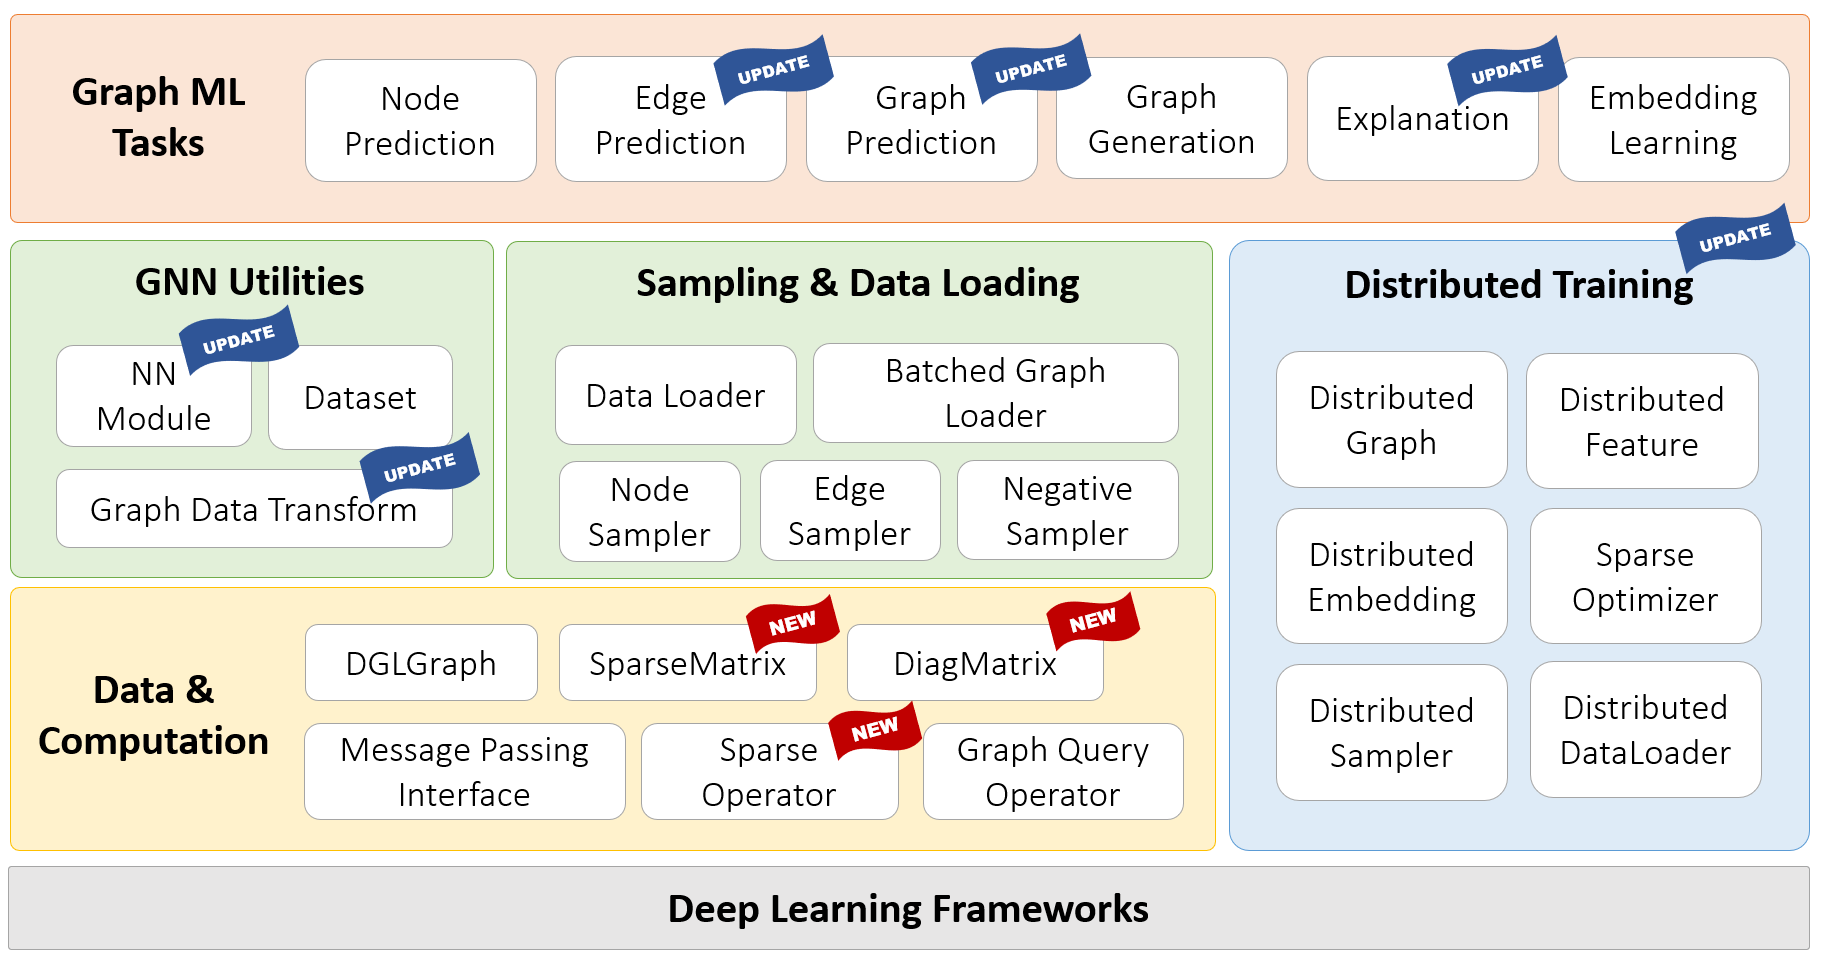 Graph ML
Tasks
Node
Prediction
Edge
Prediction
UPDATE
Graph
Prediction
UPDATE
Graph
Generation
Explanation
UPDATE
Embedding
Learning
GNN Utilities
NN
Module
UPDATE
Dataset
Graph Data Transform
UPDATE
Sampling & Data Loading
Data Loader
Batched Graph
Loader
Node
Sampler
Edge
Sampler
Negative
Sampler
Distributed Training
UPDATE
Distributed
Graph
Distributed
Feature
Distributed
Embedding
Sparse
Optimizer
Distributed
Sampler
Distributed
DataLoader
Data &
Computation
DGLGraph
SparseMatrix
NEW
DiagMatrix
NEW
Message Passing
Interface
Sparse
Operator
NEW
Graph Query
Operator
Deep Learning Frameworks